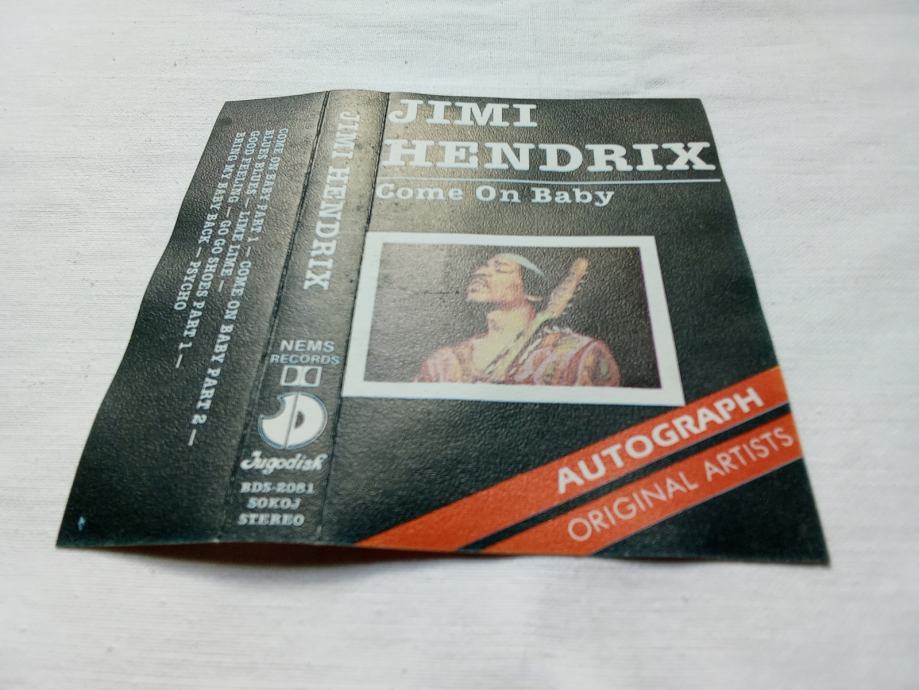 JIMI
HENDRIX
Come On Baby
AUTOGRAPH
ORIGINAL ARTISTS
JIMI HENDRIX
NEMS
RECORDS
Jugodisk
BDS-2081
SOKOJ
STEREO
COME ON BABY PART 1 — COME ON BABY PART 2 —
BLUES BLUES — LIME LIME —
GOOD FEELING — GO GO SHOES PART 1 —
BRING MY BABY BACK — PSYCHO